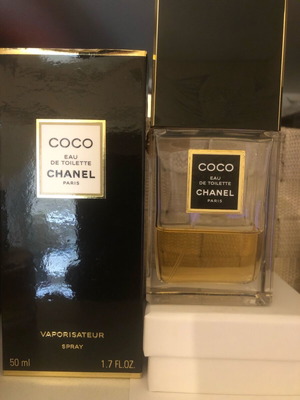 COCO
EAU
DE TOILETTE
CHANEL
PARIS
VAPORISATEUR
SPRAY
50 ml 1.7 FL.OZ.
COCO
EAU
DE TOILETTE
CHANEL
PARIS